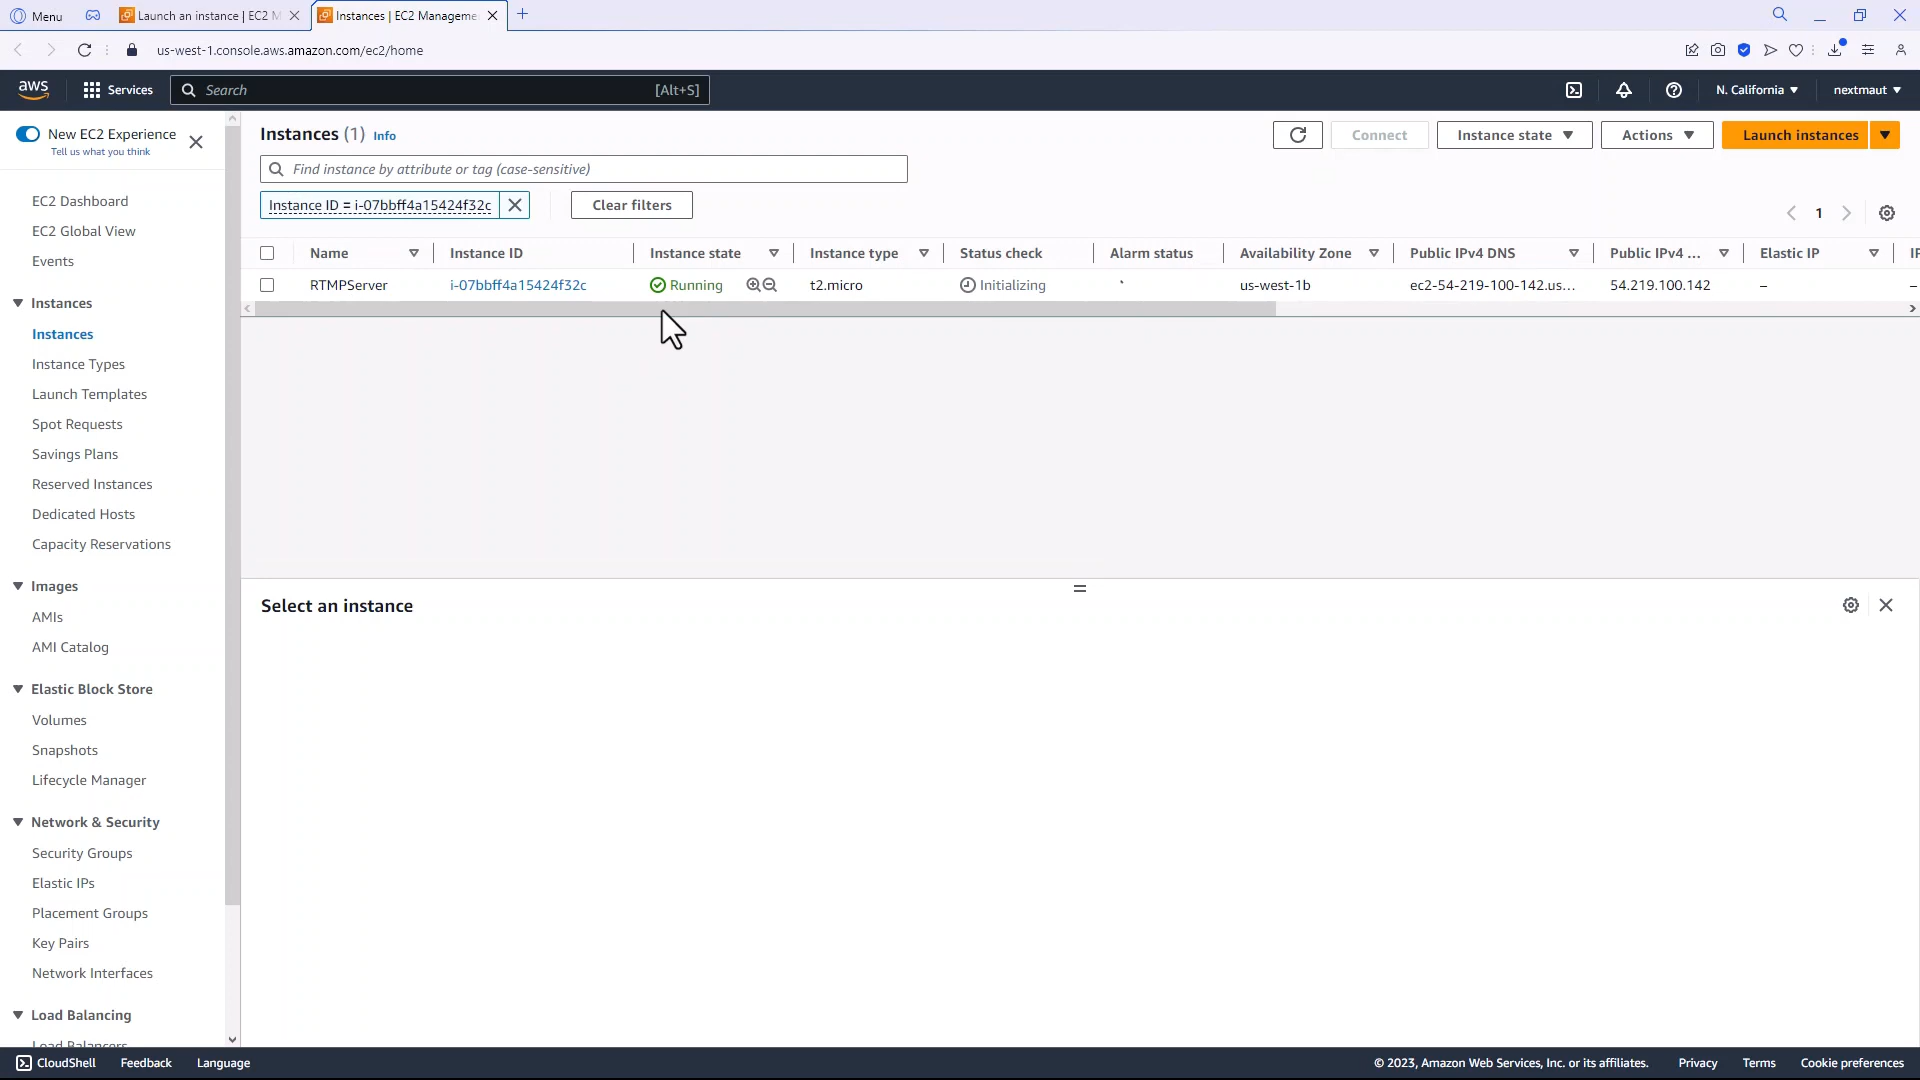 Menu
Launch an instance | EC2 M
Instances | EC2 Manageme
us-west-1.console.aws.amazon.com/ec2/home
aws
Services
Search
[Alt+S]
N. California
nextmaut
New EC2 Experience
Tell us what you think
EC2 Dashboard
EC2 Global View
Events
Instances
Instances
Instance Types
Launch Templates
Spot Requests
Savings Plans
Reserved Instances
Dedicated Hosts
Capacity Reservations
Images
AMIs
AMI Catalog
Elastic Block Store
Volumes
Snapshots
Lifecycle Manager
Network & Security
Security Groups
Elastic IPs
Placement Groups
Key Pairs
Network Interfaces
Load Balancing
Load Balancers
Instances (1) Info
Connect
Instance state
Actions
Launch instances
Find instance by attribute or tag (case-sensitive)
Instance ID = i-07bbff4a15424f32c
Clear filters
1
Name Instance ID Instance state Instance type Status check Alarm status Availability Zone Public IPv4 DNS Public IPv4 ... Elastic IP IP
RTMPServer i-07bbff4a15424f32c Running t2.micro Initializing us-west-1b ec2-54-219-100-142.us... 54.219.100.142 – –
Select an instance
CloudShell Feedback Language
© 2023, Amazon Web Services, Inc. or its affiliates. Privacy Terms Cookie preferences